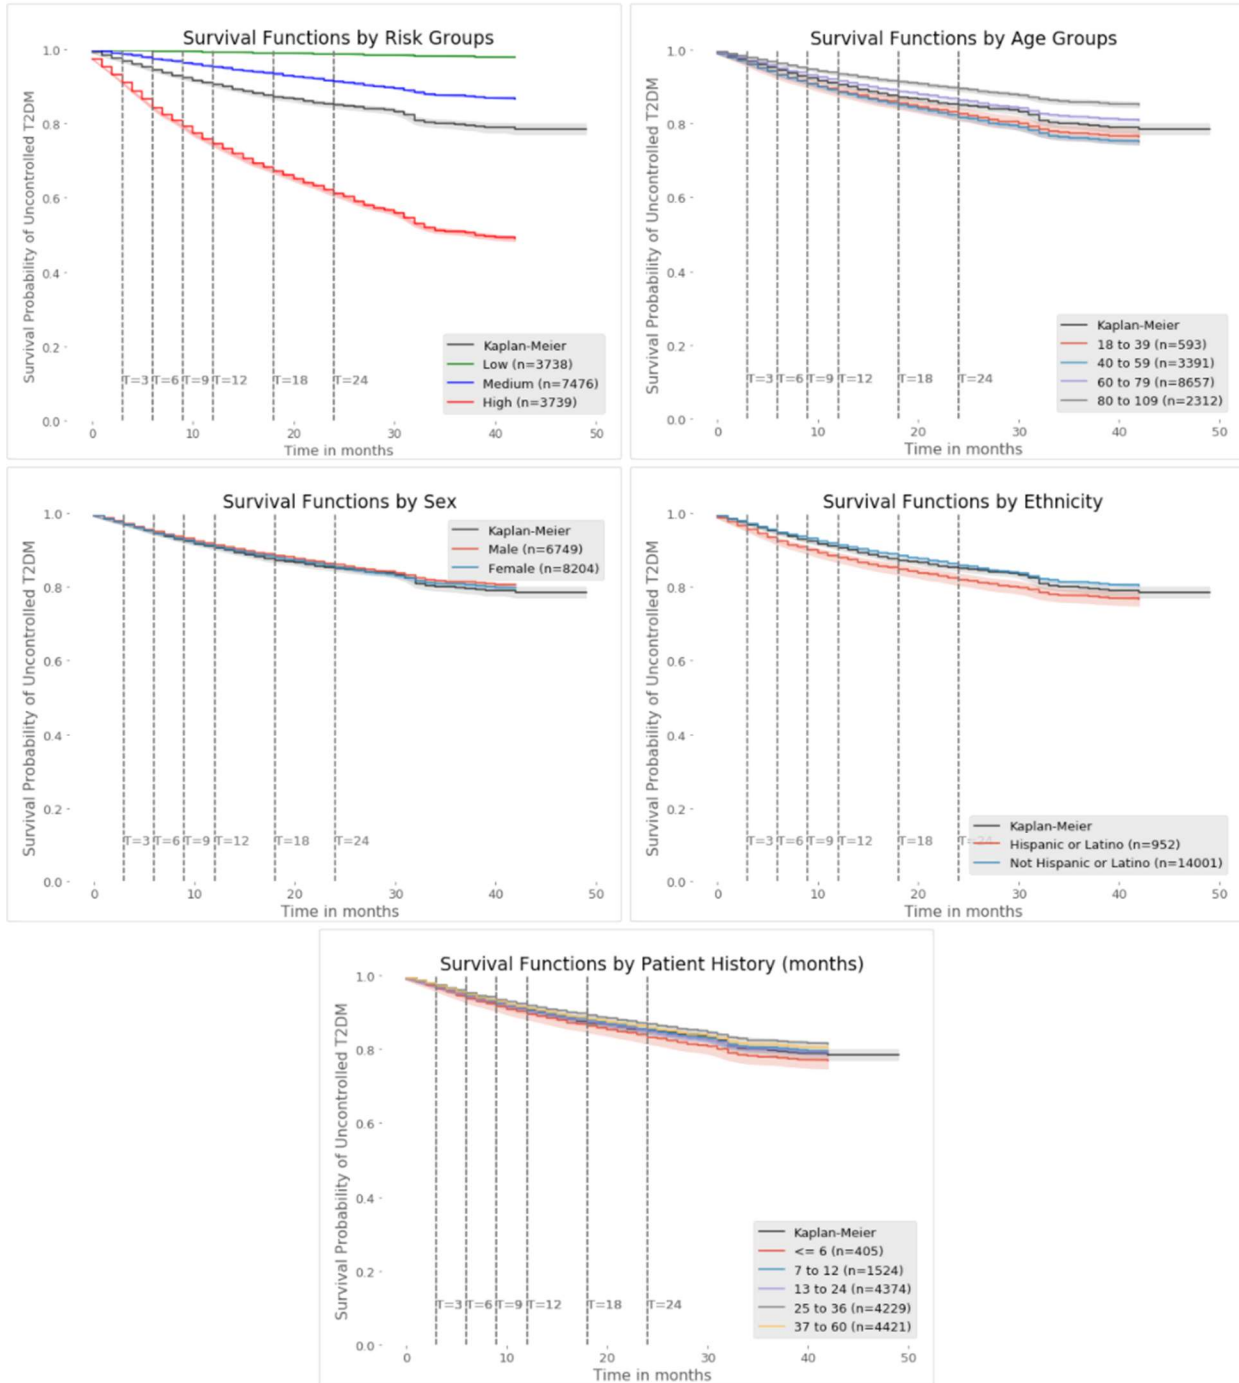 Survival Functions by Risk Groups
Survival Probability of Uncontrolled T2DM
1.0
0.8
0.6
0.4
0.2
0.0
T=3 T=6 T=9 T=12 T=18 T=24
Kaplan-Meier
Low (n=3738)
Medium (n=7476)
High (n=3739)
0 10 20 30 40 50
Time in months
Survival Functions by Age Groups
Survival Probability of Uncontrolled T2DM
1.0
0.8
0.6
0.4
0.2
0.0
T=3 T=6 T=9 T=12 T=18 T=24
Kaplan-Meier
18 to 39 (n=593)
40 to 59 (n=3391)
60 to 79 (n=8657)
80 to 109 (n=2312)
0 10 20 30 40 50
Time in months
Survival Functions by Sex
Survival Probability of Uncontrolled T2DM
1.0
0.8
0.6
0.4
0.2
0.0
Kaplan-Meier
Male (n=6749)
Female (n=8204)
T=3 T=6 T=9 T=12 T=18 T=24
0 10 20 30 40 50
Time in months
Survival Functions by Ethnicity
Survival Probability of Uncontrolled T2DM
1.0
0.8
0.6
0.4
0.2
0.0
T=3 T=6 T=9 T=12 T=18 T=24
Kaplan-Meier
Hispanic or Latino (n=952)
Not Hispanic or Latino (n=14001)
0 10 20 30 40 50
Time in months
Survival Functions by Patient History (months)
Survival Probability of Uncontrolled T2DM
1.0
0.8
0.6
0.4
0.2
0.0
T=3 T=6 T=9 T=12 T=18 T=24
Kaplan-Meier
<= 6 (n=405)
7 to 12 (n=1524)
13 to 24 (n=4374)
25 to 36 (n=4229)
37 to 60 (n=4421)
0 10 20 30 40 50
Time in months